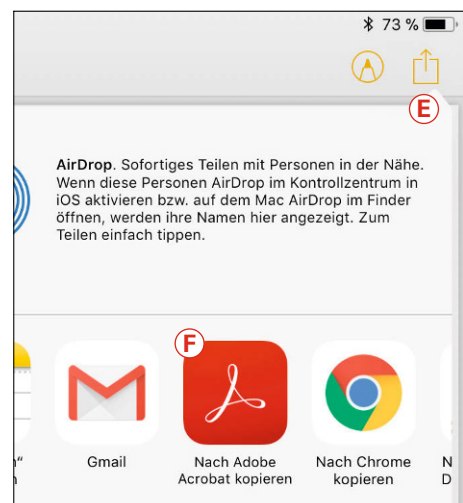 73 %
E
AirDrop. Sofortiges Teilen mit Personen in der Nähe.
Wenn diese Personen AirDrop im Kontrollzentrum in
iOS aktivieren bzw. auf dem Mac AirDrop im Finder
öffnen, werden ihre Namen hier angezeigt. Zum
Teilen einfach tippen.
F
Gmail
Nach Adobe
Acrobat kopieren
Nach Chrome
kopieren
N
D